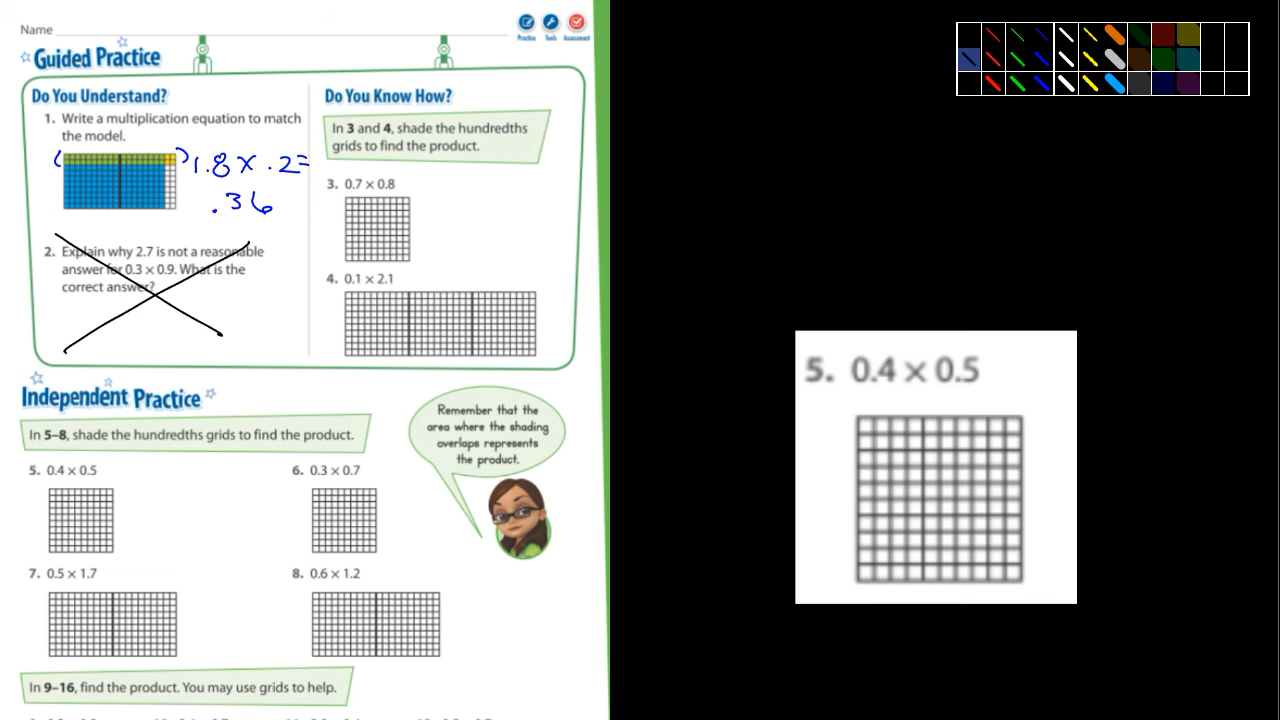 Name
Practice Tools Assessment
Guided Practice
Do You Understand?
1. Write a multiplication equation to match
the model.
1.8 x .2=
.36
2. Explain why 2.7 is not a reasonable
answer for 0.3 × 0.9. What is the
correct answer?
Do You Know How?
In 3 and 4, shade the hundredths
grids to find the product.
3. 0.7 × 0.8
4. 0.1 × 2.1
Independent Practice
In 5–8, shade the hundredths grids to find the product.
Remember that the
area where the shading
overlaps represents
the product.
5. 0.4 × 0.5
6. 0.3 × 0.7
7. 0.5 × 1.7
8. 0.6 × 1.2
In 9–16, find the product. You may use grids to help.
5. 0.4 × 0.5